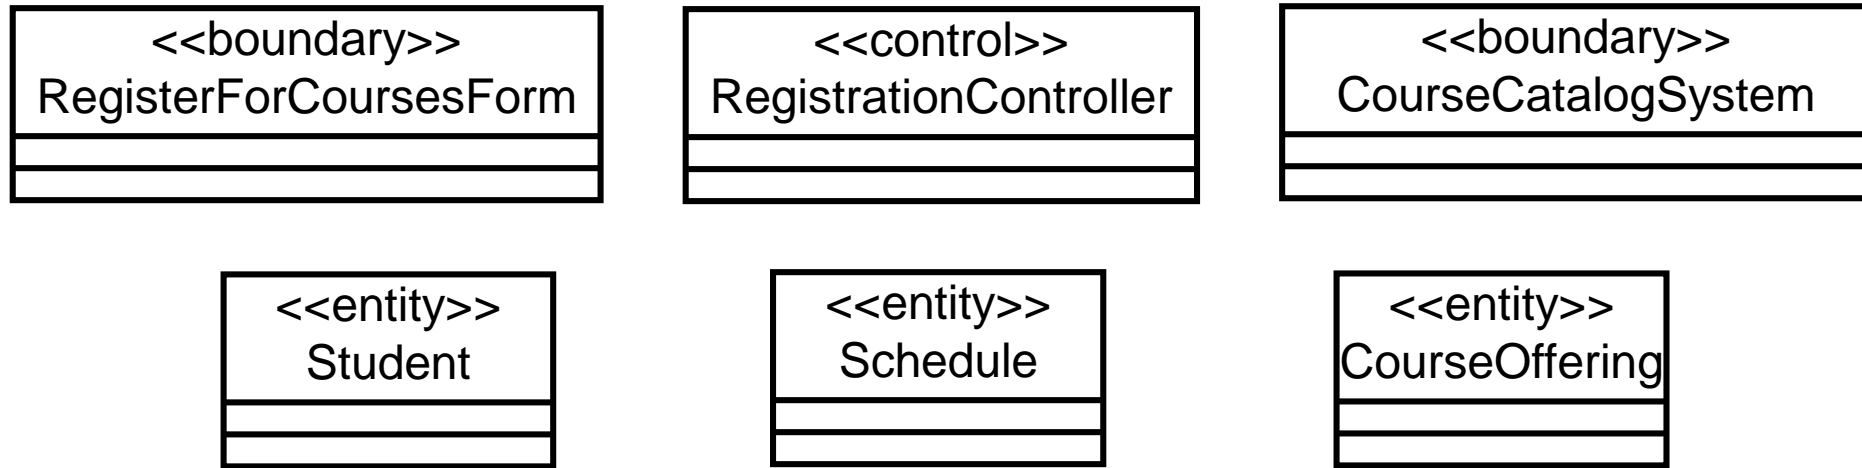 <<boundary>>
RegisterForCoursesForm
<<control>>
RegistrationController
<<boundary>>
CourseCatalogSystem
<<entity>>
Student
<<entity>>
Schedule
<<entity>>
CourseOffering